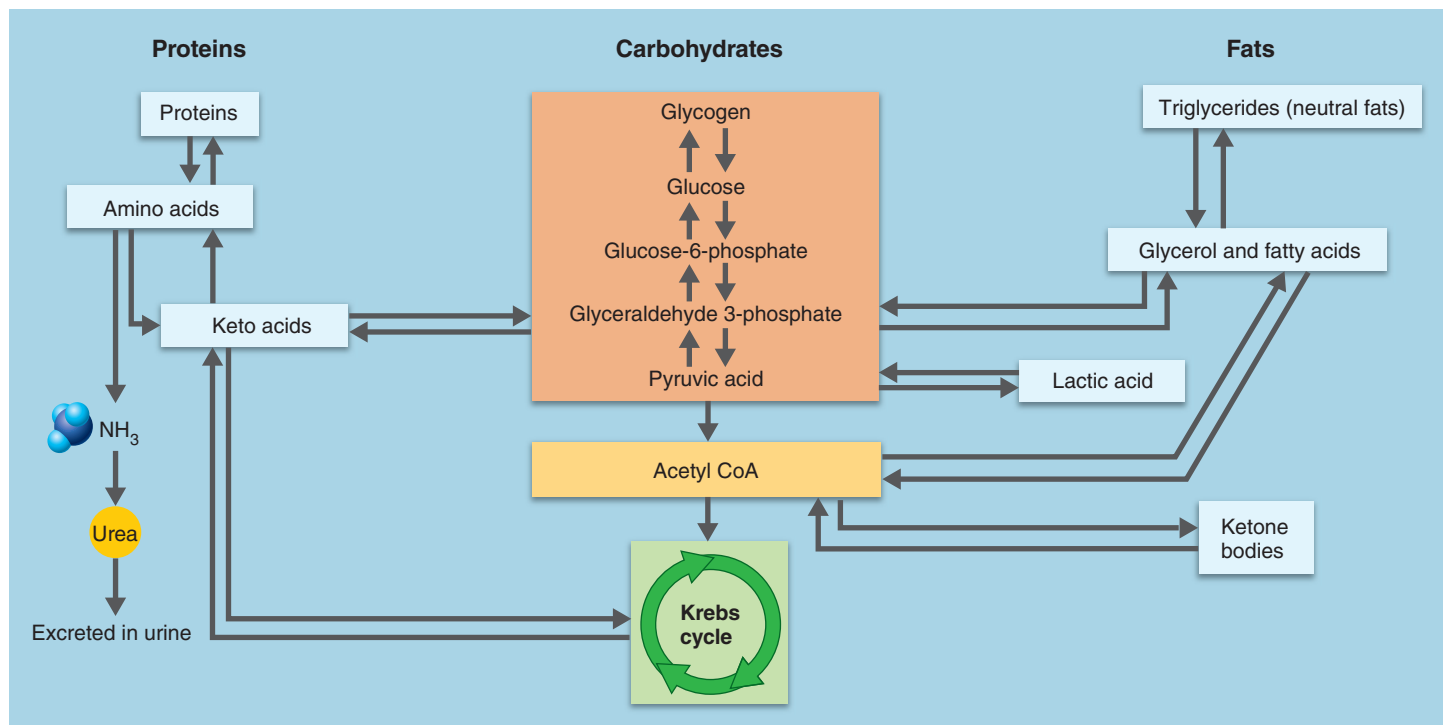 Proteins
Carbohydrates
Fats
Proteins
Amino acids
Keto acids
NH₃
Urea
Excreted in urine
Glycogen
Glucose
Glucose-6-phosphate
Glyceraldehyde 3-phosphate
Pyruvic acid
Acetyl CoA
Krebs
cycle
Triglycerides (neutral fats)
Glycerol and fatty acids
Lactic acid
Ketone
bodies